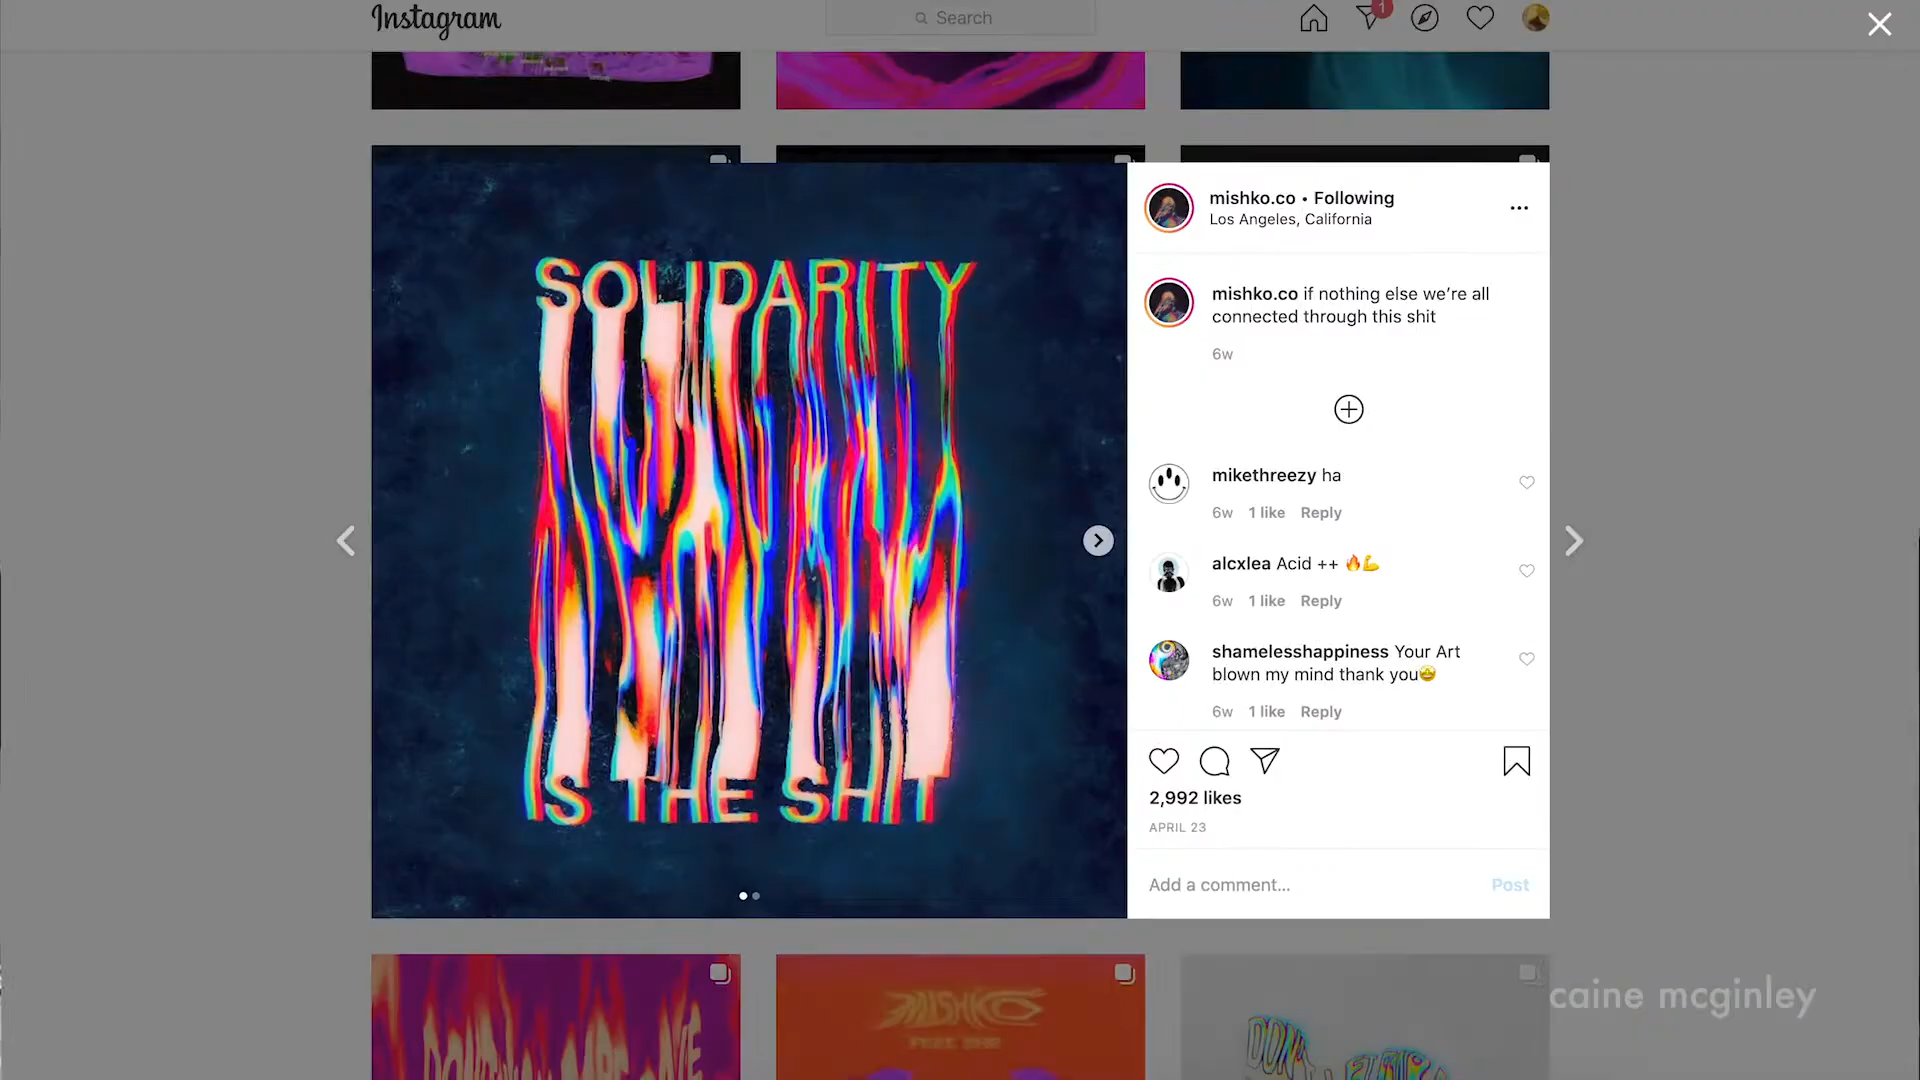 Instagram
Search
1
SOLIDARITY
IS THE SHIT
mishko.co • Following
Los Angeles, California
mishko.co if nothing else we’re all
connected through this shit
6w
mikethreezy ha
6w 1 like Reply
alcxlea Acid ++ 🔥💪
6w 1 like Reply
shamelesshappiness Your Art
blown my mind thank you🤩
6w 1 like Reply
2,992 likes
APRIL 23
Add a comment... Post
MISHKO
caine mcginley